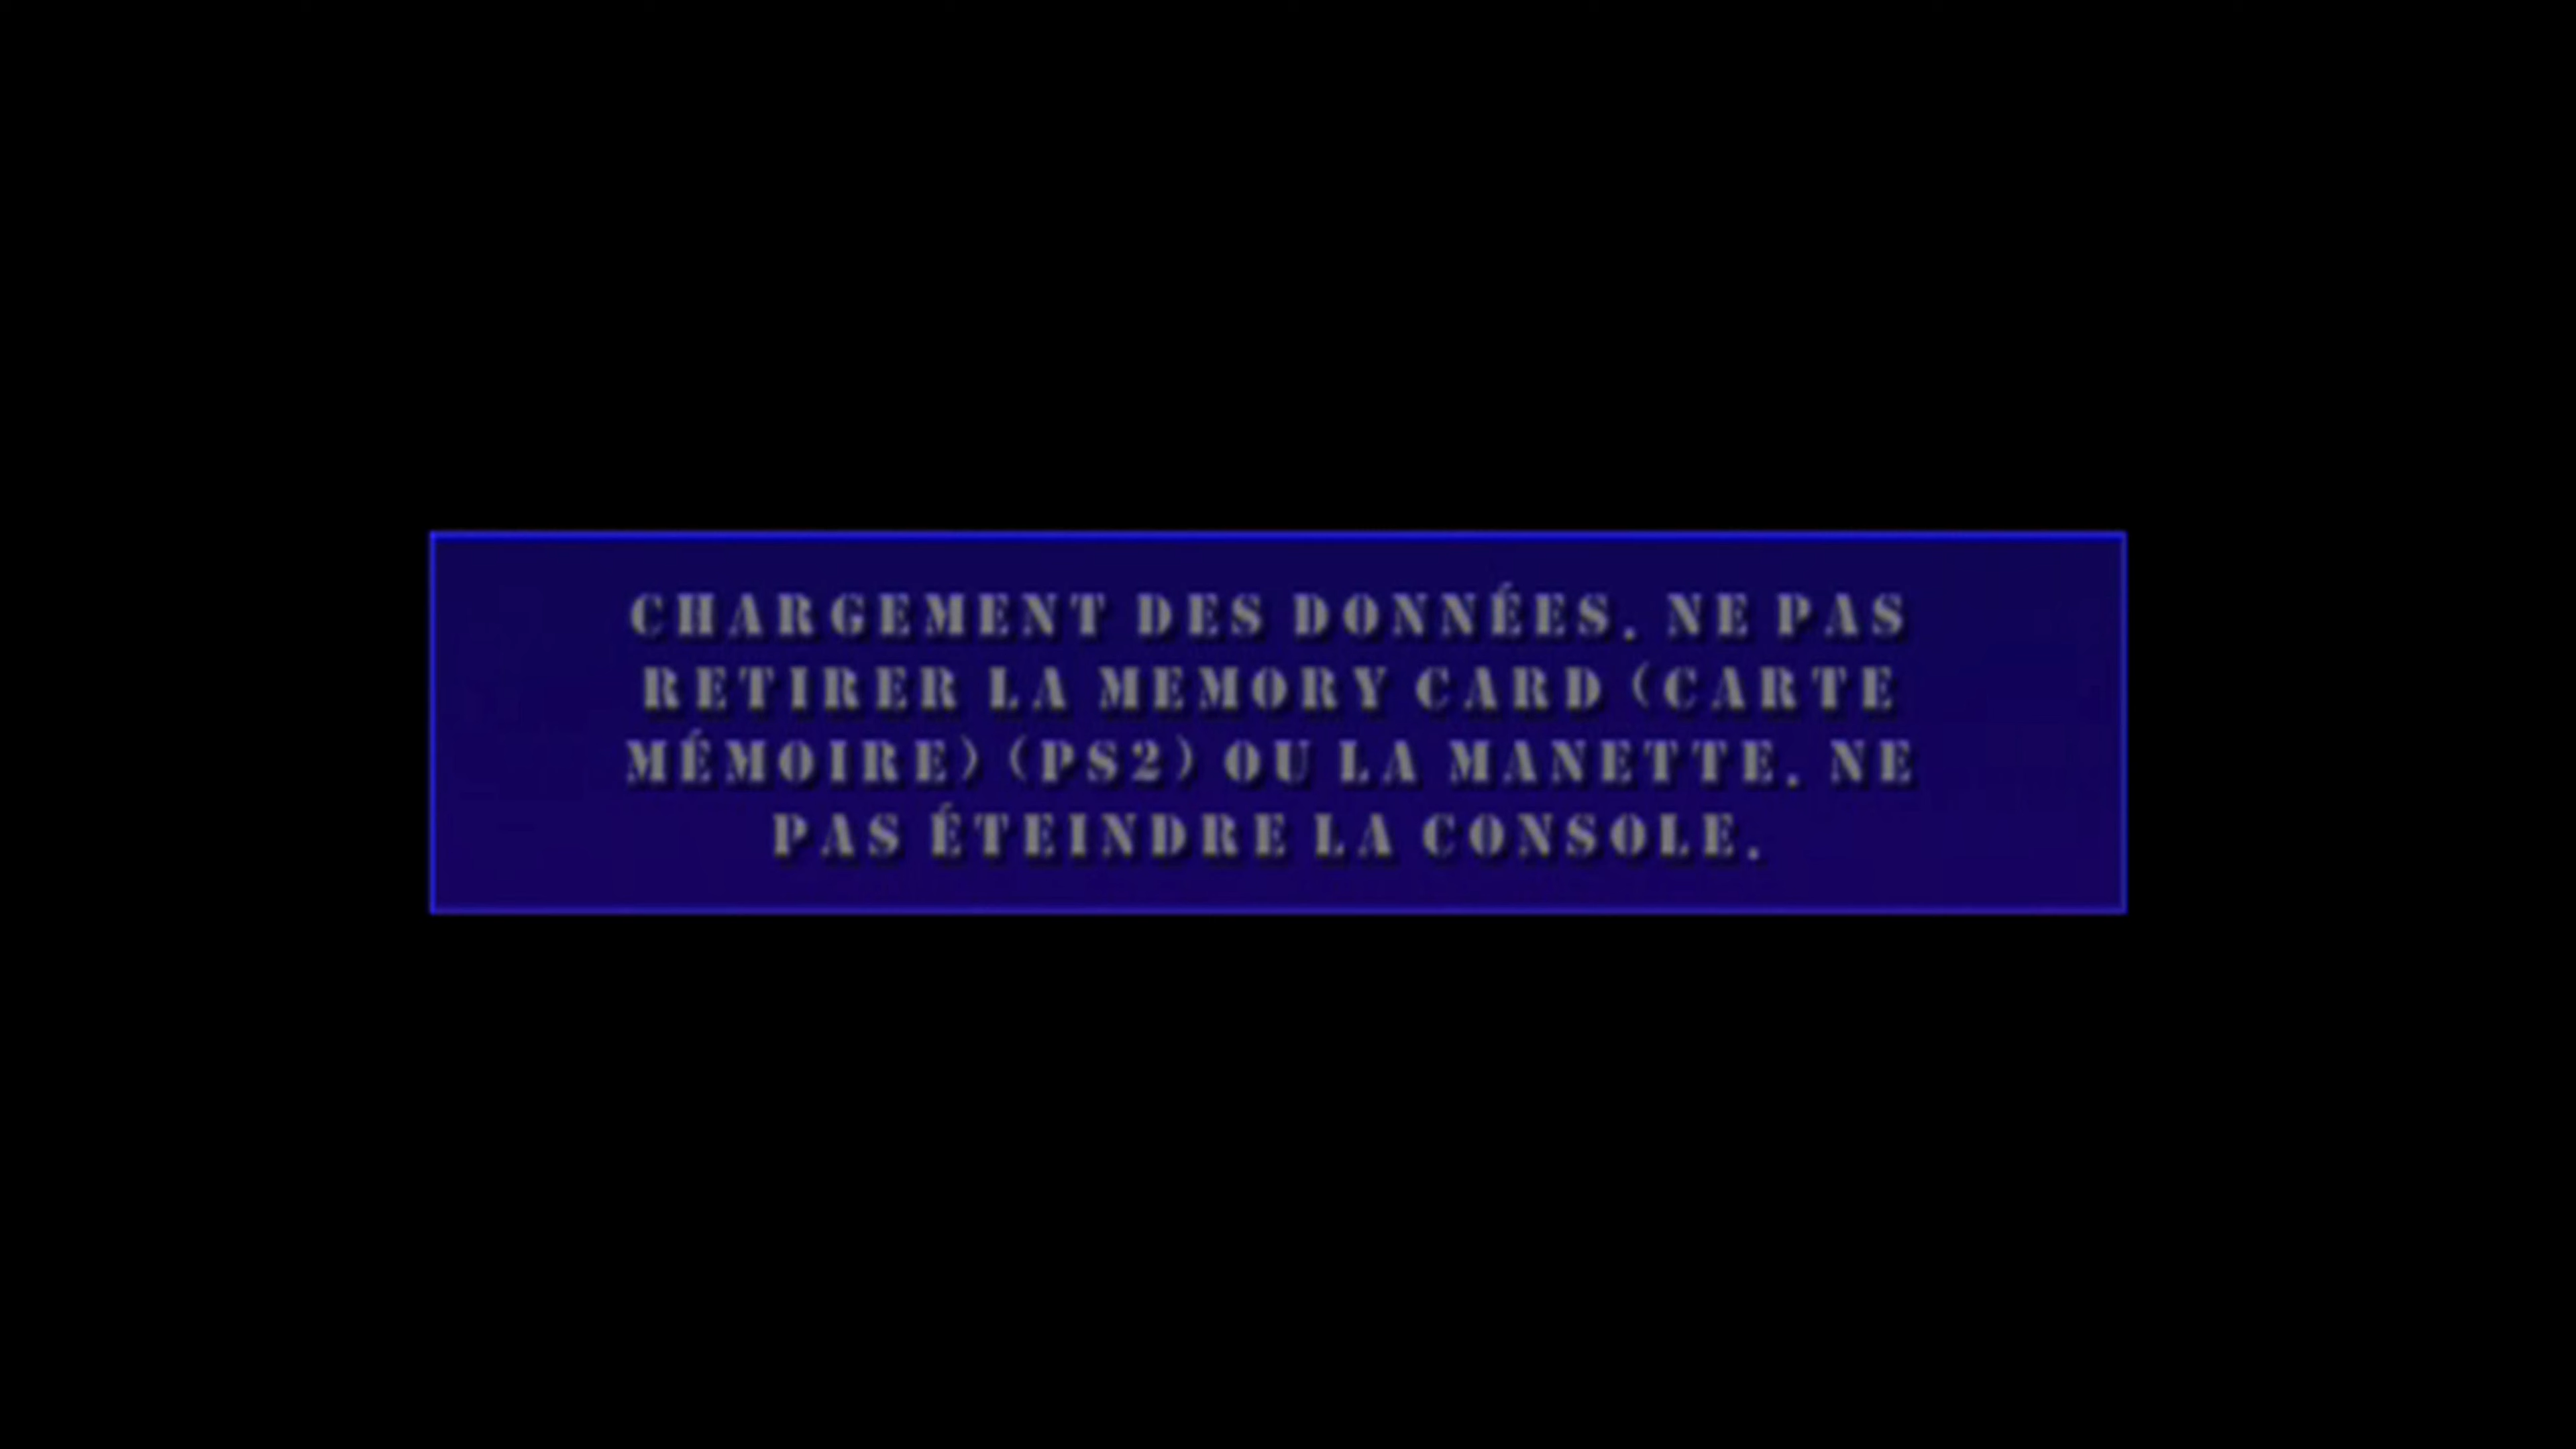 CHARGEMENT DES DONNÉES. NE PAS
RETIRER LA MEMORY CARD (CARTE
MÉMOIRE) (PS2) OU LA MANETTE. NE
PAS ÉTEINDRE LA CONSOLE.